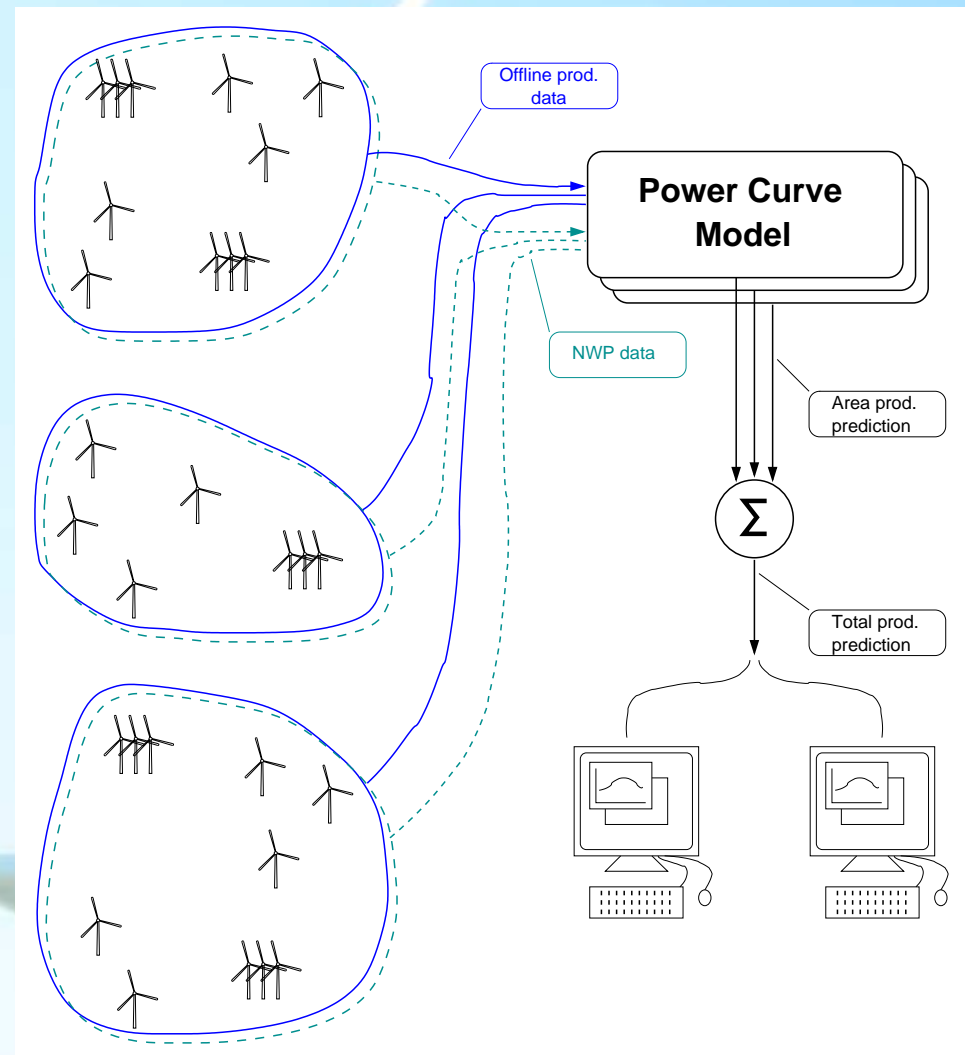 Offline prod.
data
Power Curve
Model
NWP data
Area prod.
prediction
Σ
Total prod.
prediction